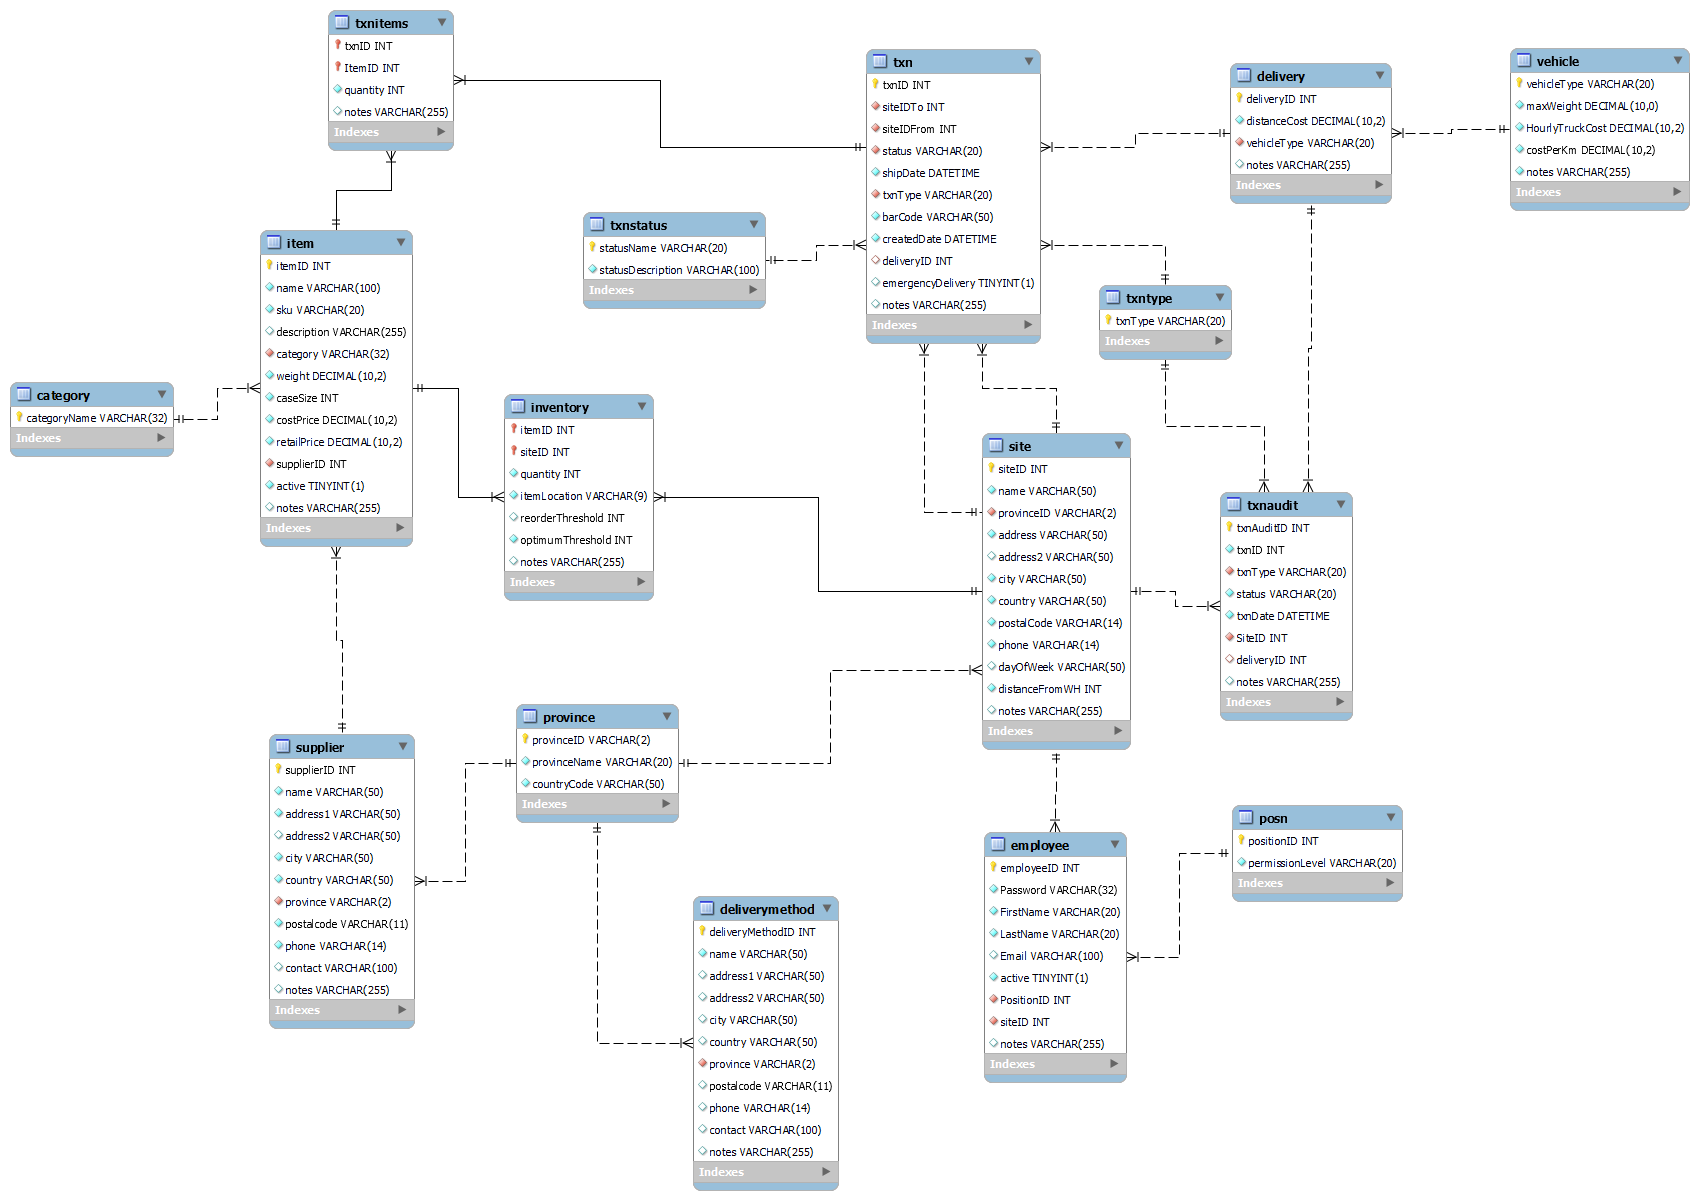 txnitems
txnID INT
ItemID INT
quantity INT
notes VARCHAR(255)
Indexes
txn
txnID INT
siteIDTo INT
siteIDFrom INT
status VARCHAR(20)
shipDate DATETIME
txnType VARCHAR(20)
barCode VARCHAR(50)
createdDate DATETIME
deliveryID INT
emergencyDelivery TINYINT(1)
notes VARCHAR(255)
Indexes
delivery
deliveryID INT
distanceCost DECIMAL(10,2)
vehicleType VARCHAR(20)
notes VARCHAR(255)
Indexes
vehicle
vehicleType VARCHAR(20)
maxWeight DECIMAL(10,0)
HourlyTruckCost DECIMAL(10,2)
costPerKm DECIMAL(10,2)
notes VARCHAR(255)
Indexes
txnstatus
statusName VARCHAR(20)
statusDescription VARCHAR(100)
Indexes
item
itemID INT
name VARCHAR(100)
sku VARCHAR(20)
description VARCHAR(255)
category VARCHAR(32)
weight DECIMAL(10,2)
caseSize INT
costPrice DECIMAL(10,2)
retailPrice DECIMAL(10,2)
supplierID INT
active TINYINT(1)
notes VARCHAR(255)
Indexes
txntype
txnType VARCHAR(20)
Indexes
category
categoryName VARCHAR(32)
Indexes
inventory
itemID INT
siteID INT
quantity INT
itemLocation VARCHAR(9)
reorderThreshold INT
optimumThreshold INT
notes VARCHAR(255)
Indexes
site
siteID INT
name VARCHAR(50)
provinceID VARCHAR(2)
address VARCHAR(50)
address2 VARCHAR(50)
city VARCHAR(50)
country VARCHAR(50)
postalCode VARCHAR(14)
phone VARCHAR(14)
dayOfWeek VARCHAR(50)
distanceFromWH INT
notes VARCHAR(255)
Indexes
txnaudit
txnAuditID INT
txnID INT
txnType VARCHAR(20)
status VARCHAR(20)
txnDate DATETIME
SiteID INT
deliveryID INT
notes VARCHAR(255)
Indexes
supplier
supplierID INT
name VARCHAR(50)
address1 VARCHAR(50)
address2 VARCHAR(50)
city VARCHAR(50)
country VARCHAR(50)
province VARCHAR(2)
postalcode VARCHAR(11)
phone VARCHAR(14)
contact VARCHAR(100)
notes VARCHAR(255)
Indexes
province
provinceID VARCHAR(2)
provinceName VARCHAR(20)
countryCode VARCHAR(50)
Indexes
deliverymethod
deliveryMethodID INT
name VARCHAR(50)
address1 VARCHAR(50)
address2 VARCHAR(50)
city VARCHAR(50)
country VARCHAR(50)
province VARCHAR(2)
postalcode VARCHAR(11)
phone VARCHAR(14)
contact VARCHAR(100)
notes VARCHAR(255)
Indexes
employee
employeeID INT
Password VARCHAR(32)
FirstName VARCHAR(20)
LastName VARCHAR(20)
Email VARCHAR(100)
active TINYINT(1)
PositionID INT
siteID INT
notes VARCHAR(255)
Indexes
posn
positionID INT
permissionLevel VARCHAR(20)
Indexes